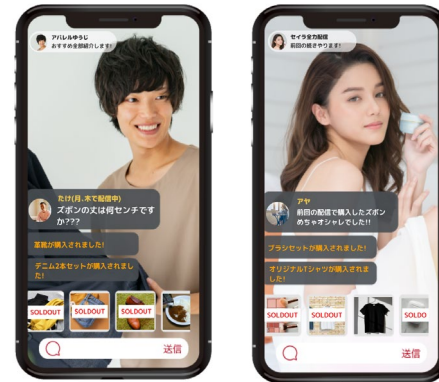 アパレルゆうじ
おすすめ全部紹介します!
たけ(月.木で配信中)
ズボンの丈は何センチです
か???
革靴が購入されました!
デニム2本セットが購入されまし
た!
SOLDOUT
SOLDOUT
SOLDOUT
送信
セイラ全力配信
前回の続きやります!
アヤ
前回の配信で購入したズボン
めちゃオシャレでした!!
ブラシセットが購入されました!
オリジナルTシャツが購入されま
した!
SOLDOUT
SOLDOUT
SOLDO
送信